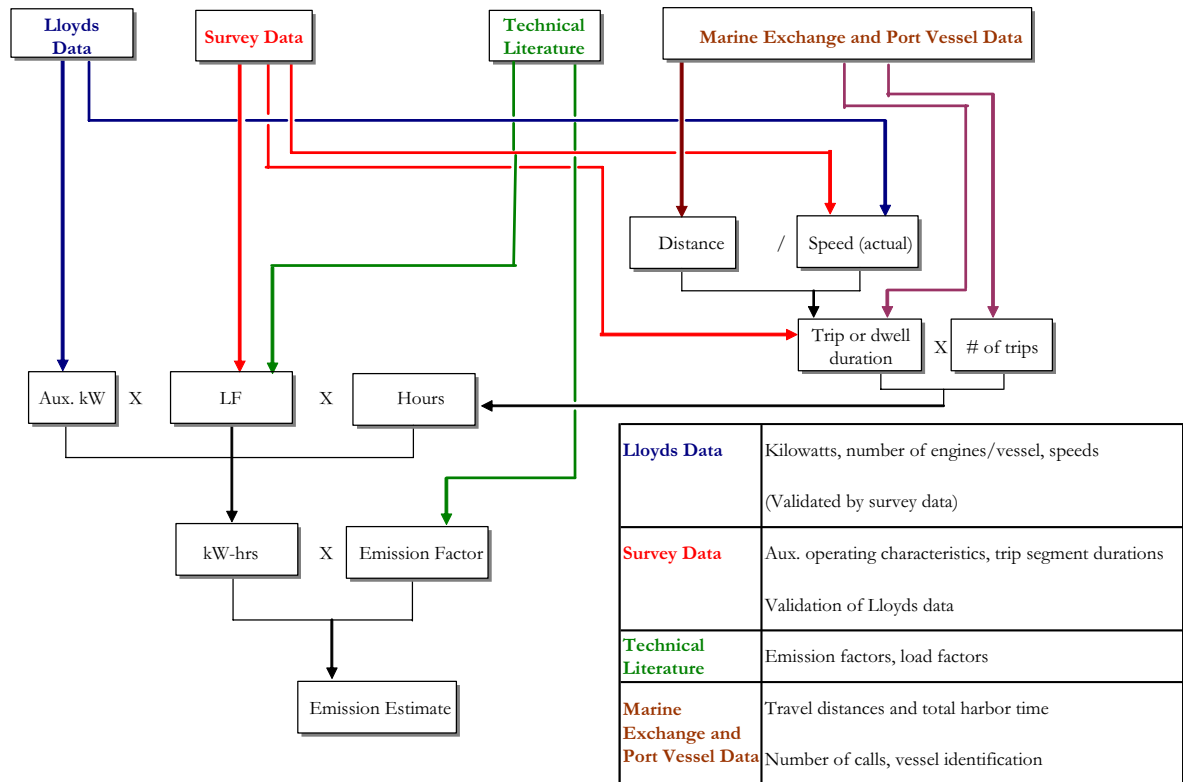 Lloyds
Data
Survey Data
Technical
Literature
Marine Exchange and Port Vessel Data
Distance
/
Speed (actual)
Trip or dwell
duration
X
# of trips
Aux. kW
X
LF
X
Hours
kW-hrs
X
Emission Factor
Emission Estimate
Lloyds Data
Kilowatts, number of engines/vessel, speeds
(Validated by survey data)
Survey Data
Aux. operating characteristics, trip segment durations
Validation of Lloyds data
Technical
Literature
Emission factors, load factors
Marine
Exchange and
Port Vessel Data
Travel distances and total harbor time
Number of calls, vessel identification